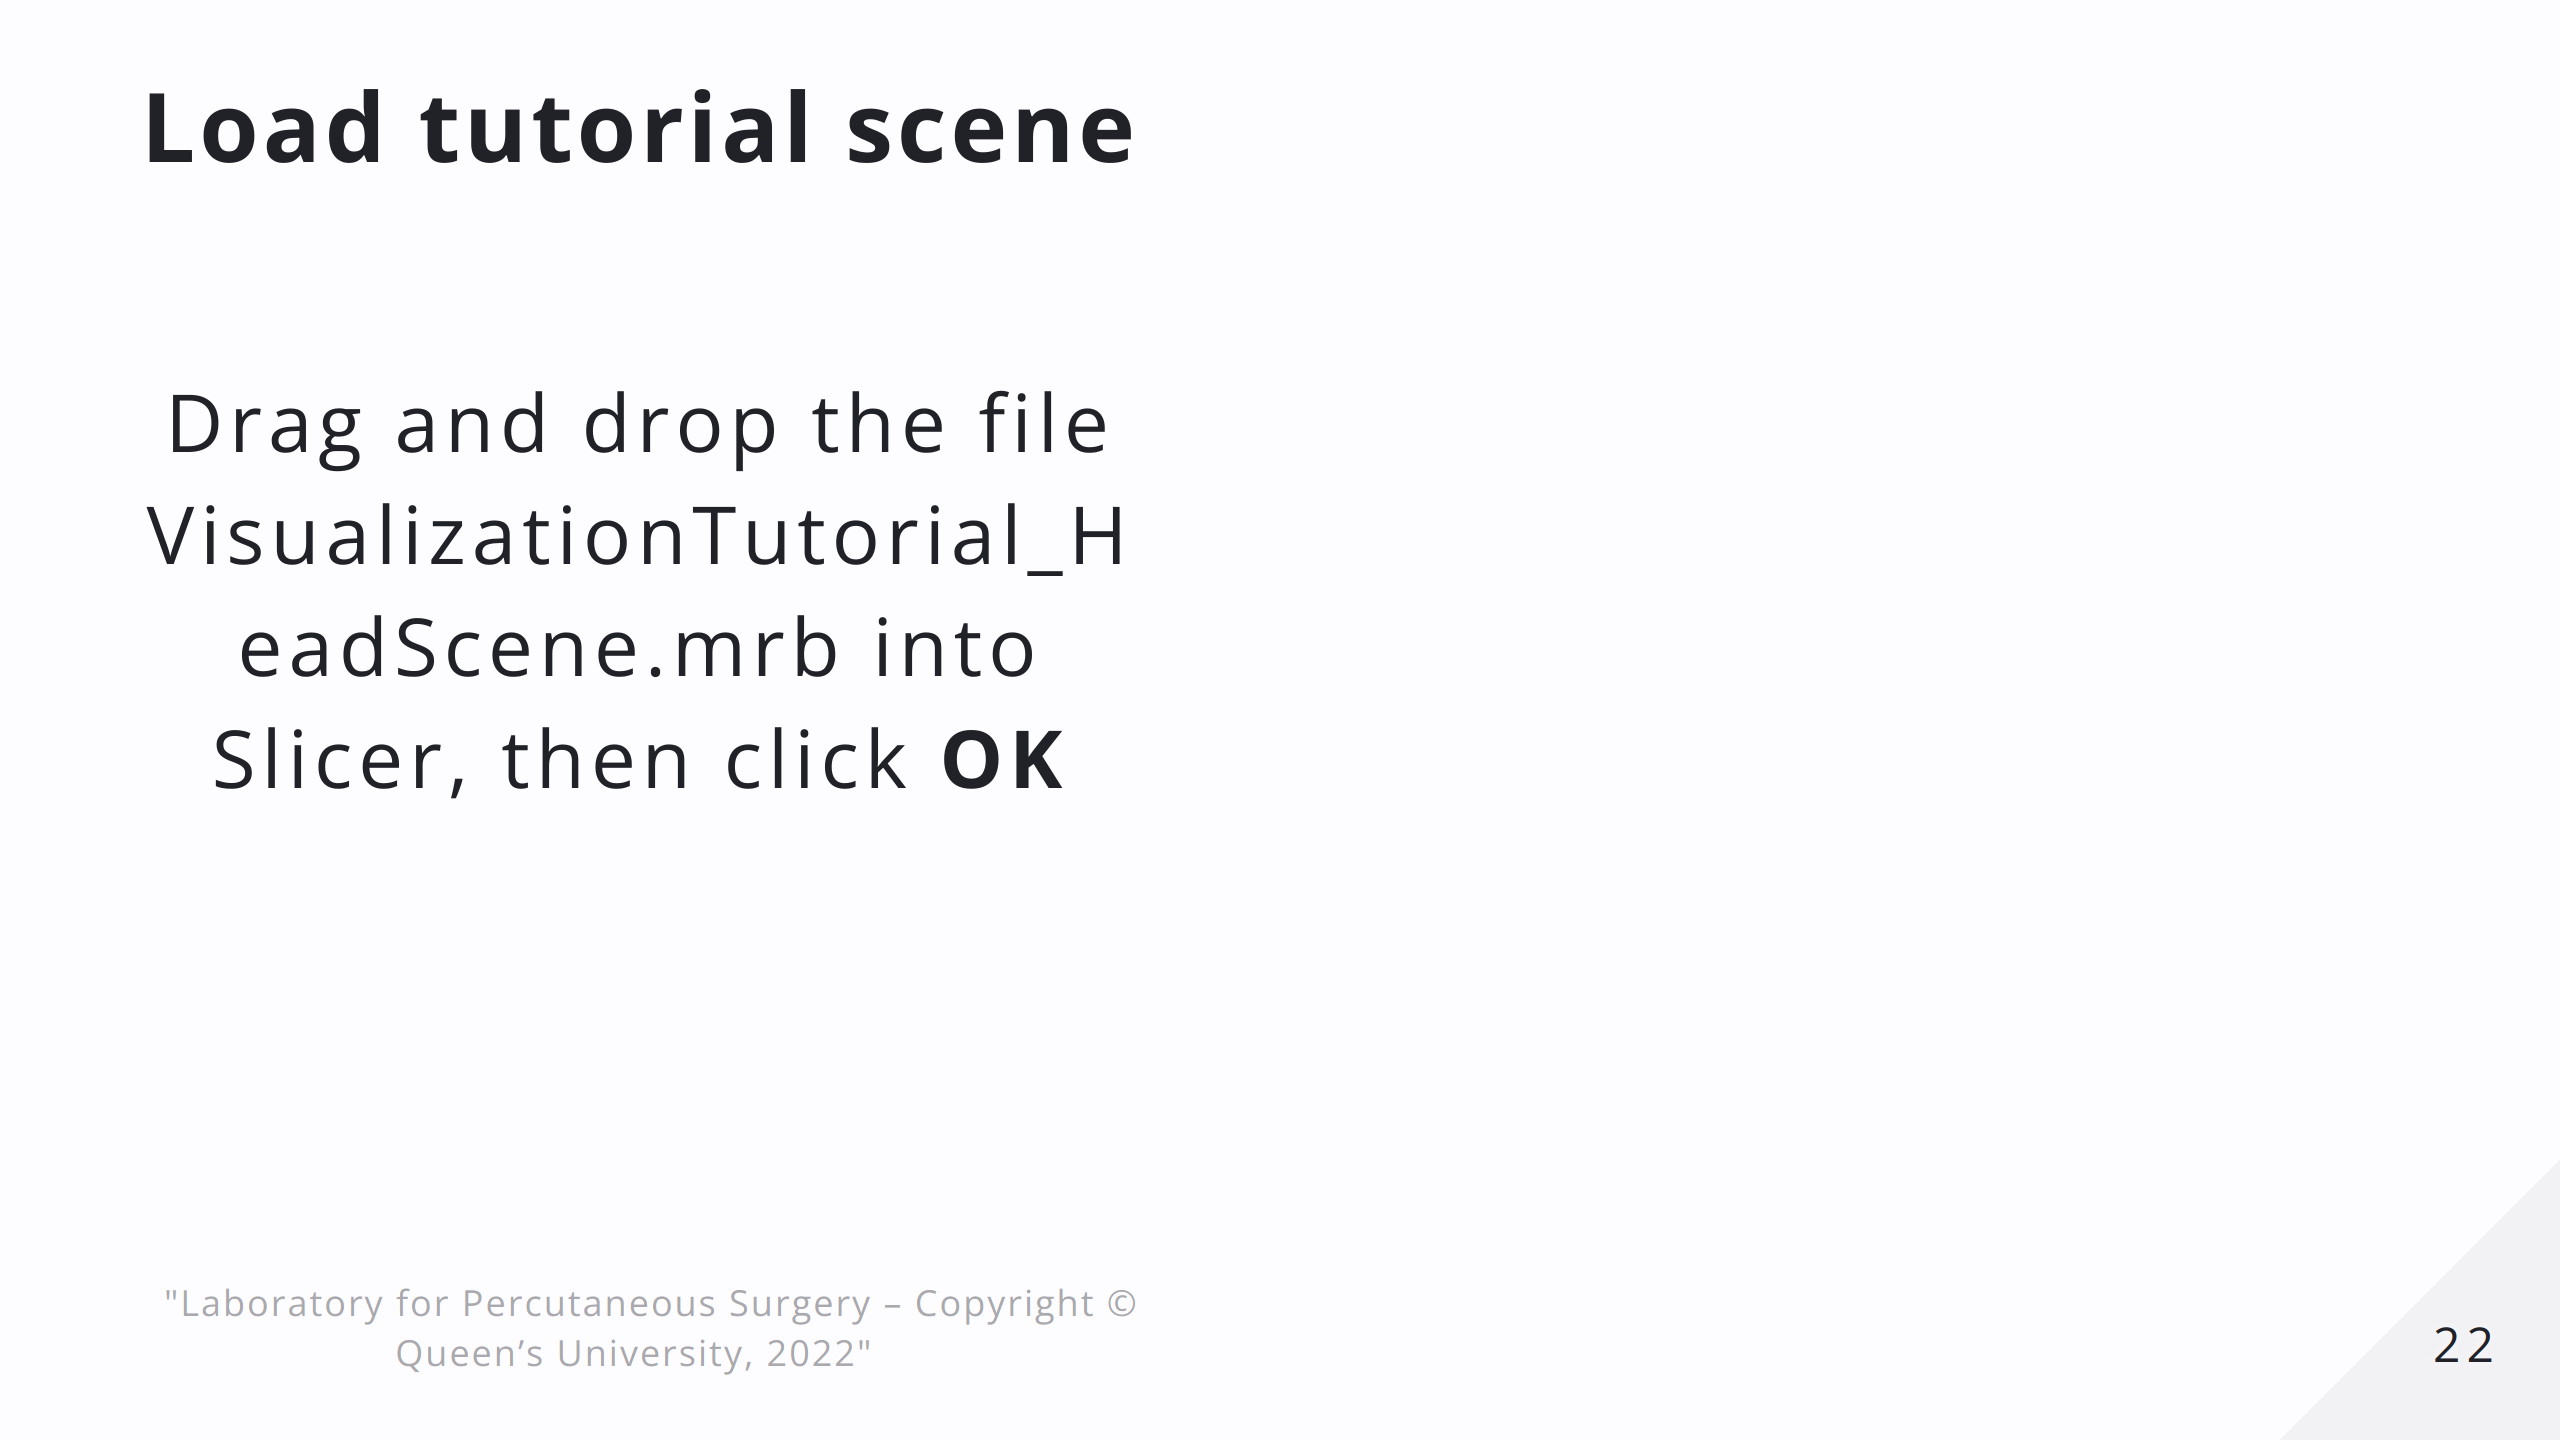 Load tutorial scene
Drag and drop the file
VisualizationTutorial_H
eadScene.mrb into
Slicer, then click OK
"Laboratory for Percutaneous Surgery – Copyright ©
Queen’s University, 2022"
22